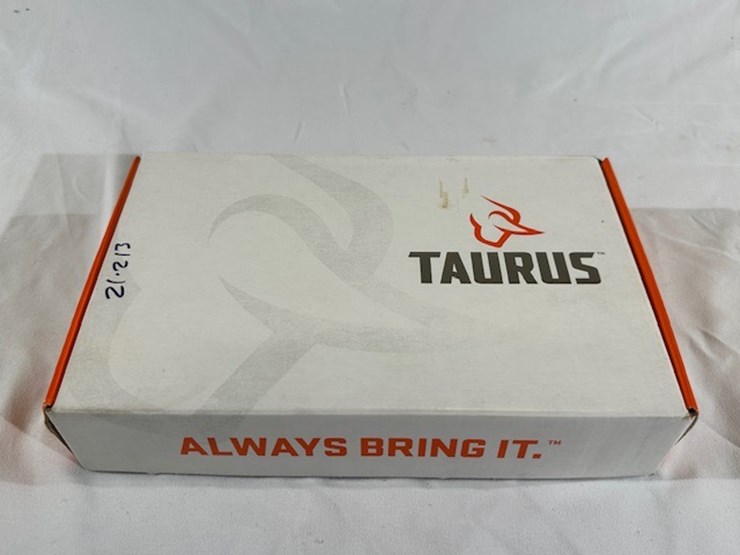 21.213
TAURUS™
ALWAYS BRING IT.™